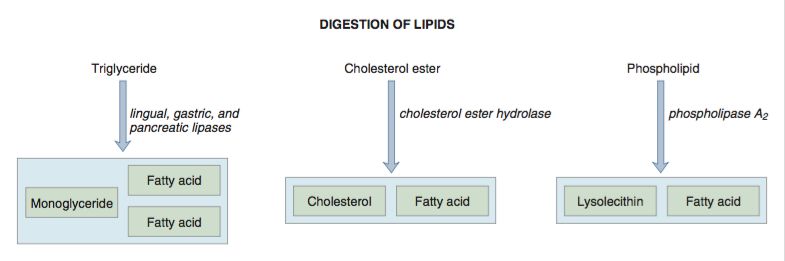 DIGESTION OF LIPIDS
Triglyceride
Cholesterol ester
Phospholipid
lingual, gastric, and
pancreatic lipases
cholesterol ester hydrolase
phospholipase A2
Monoglyceride
Fatty acid
Fatty acid
Cholesterol
Fatty acid
Lysolecithin
Fatty acid